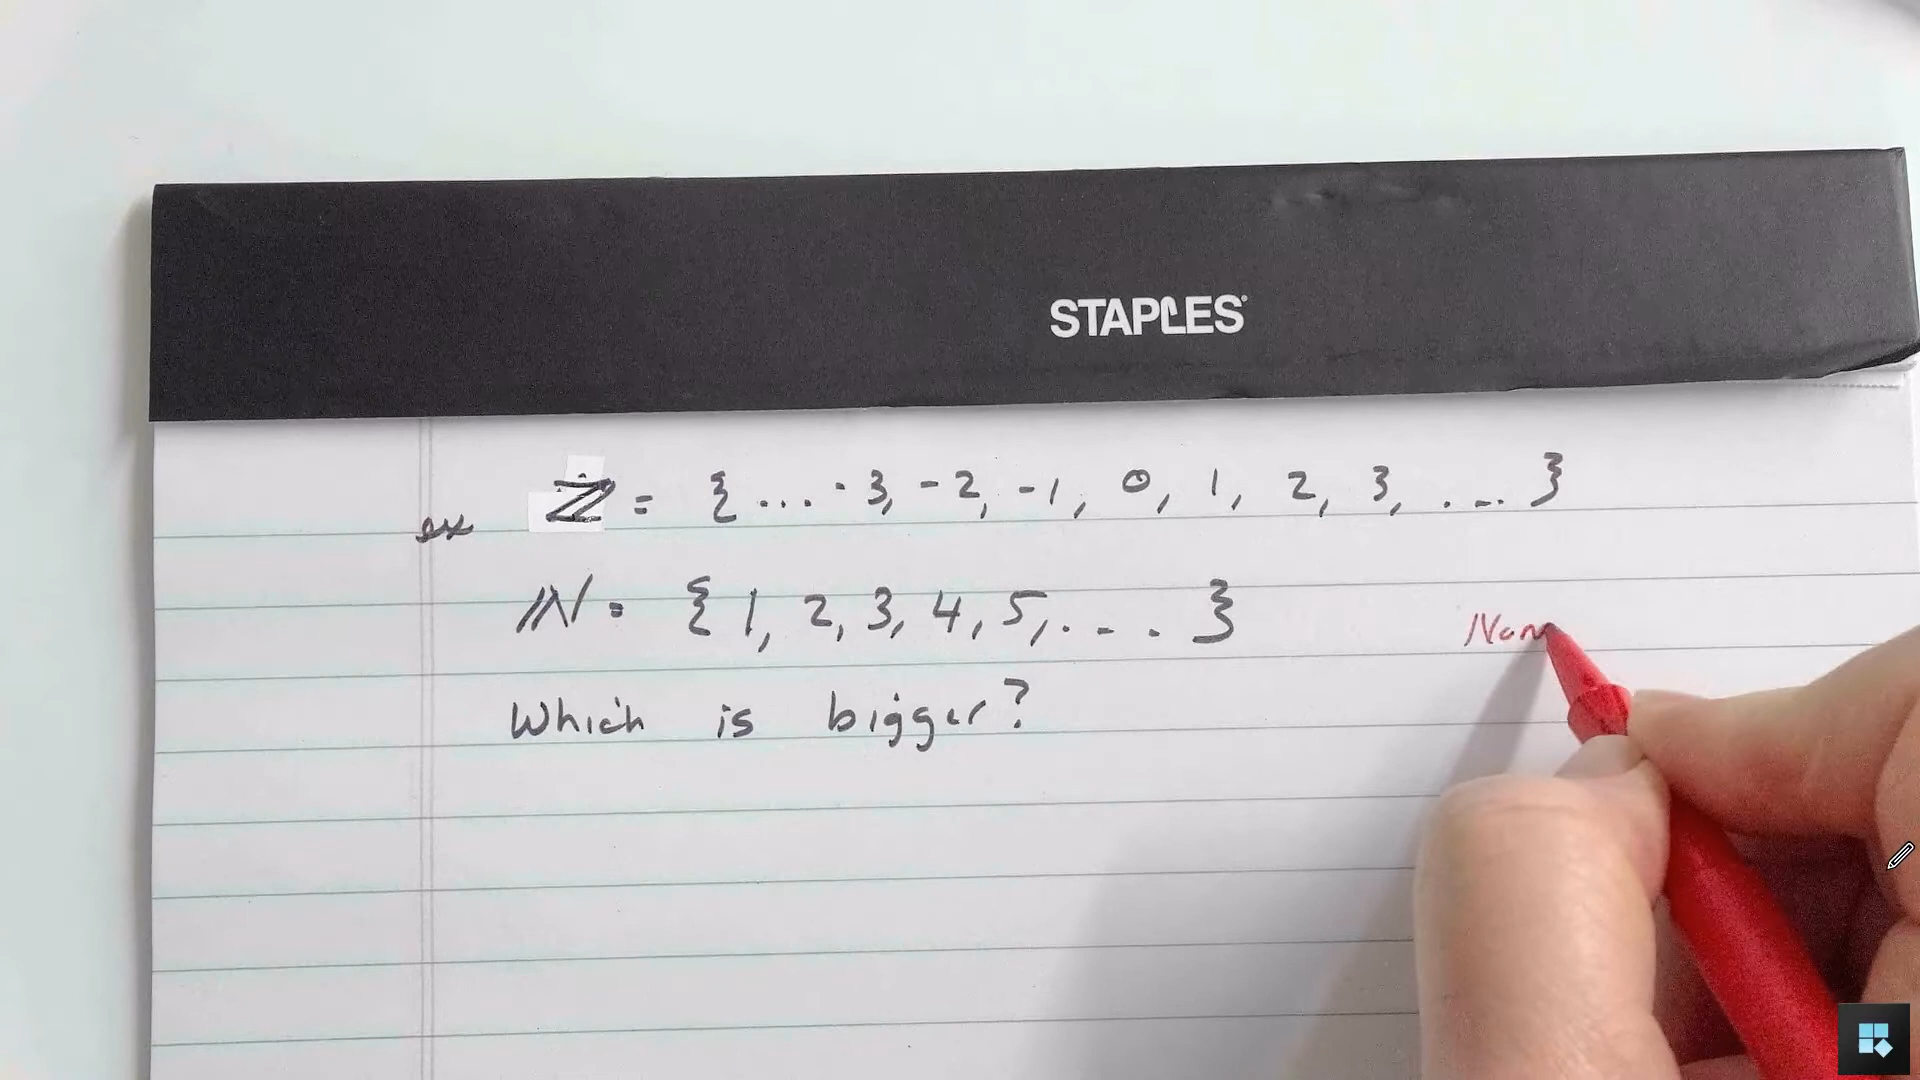 STAPLES
ex ℤ = {... -3, -2, -1, 0, 1, 2, 3, .... }
ℕ = {1, 2, 3, 4, 5, .... }
Which is bigger?